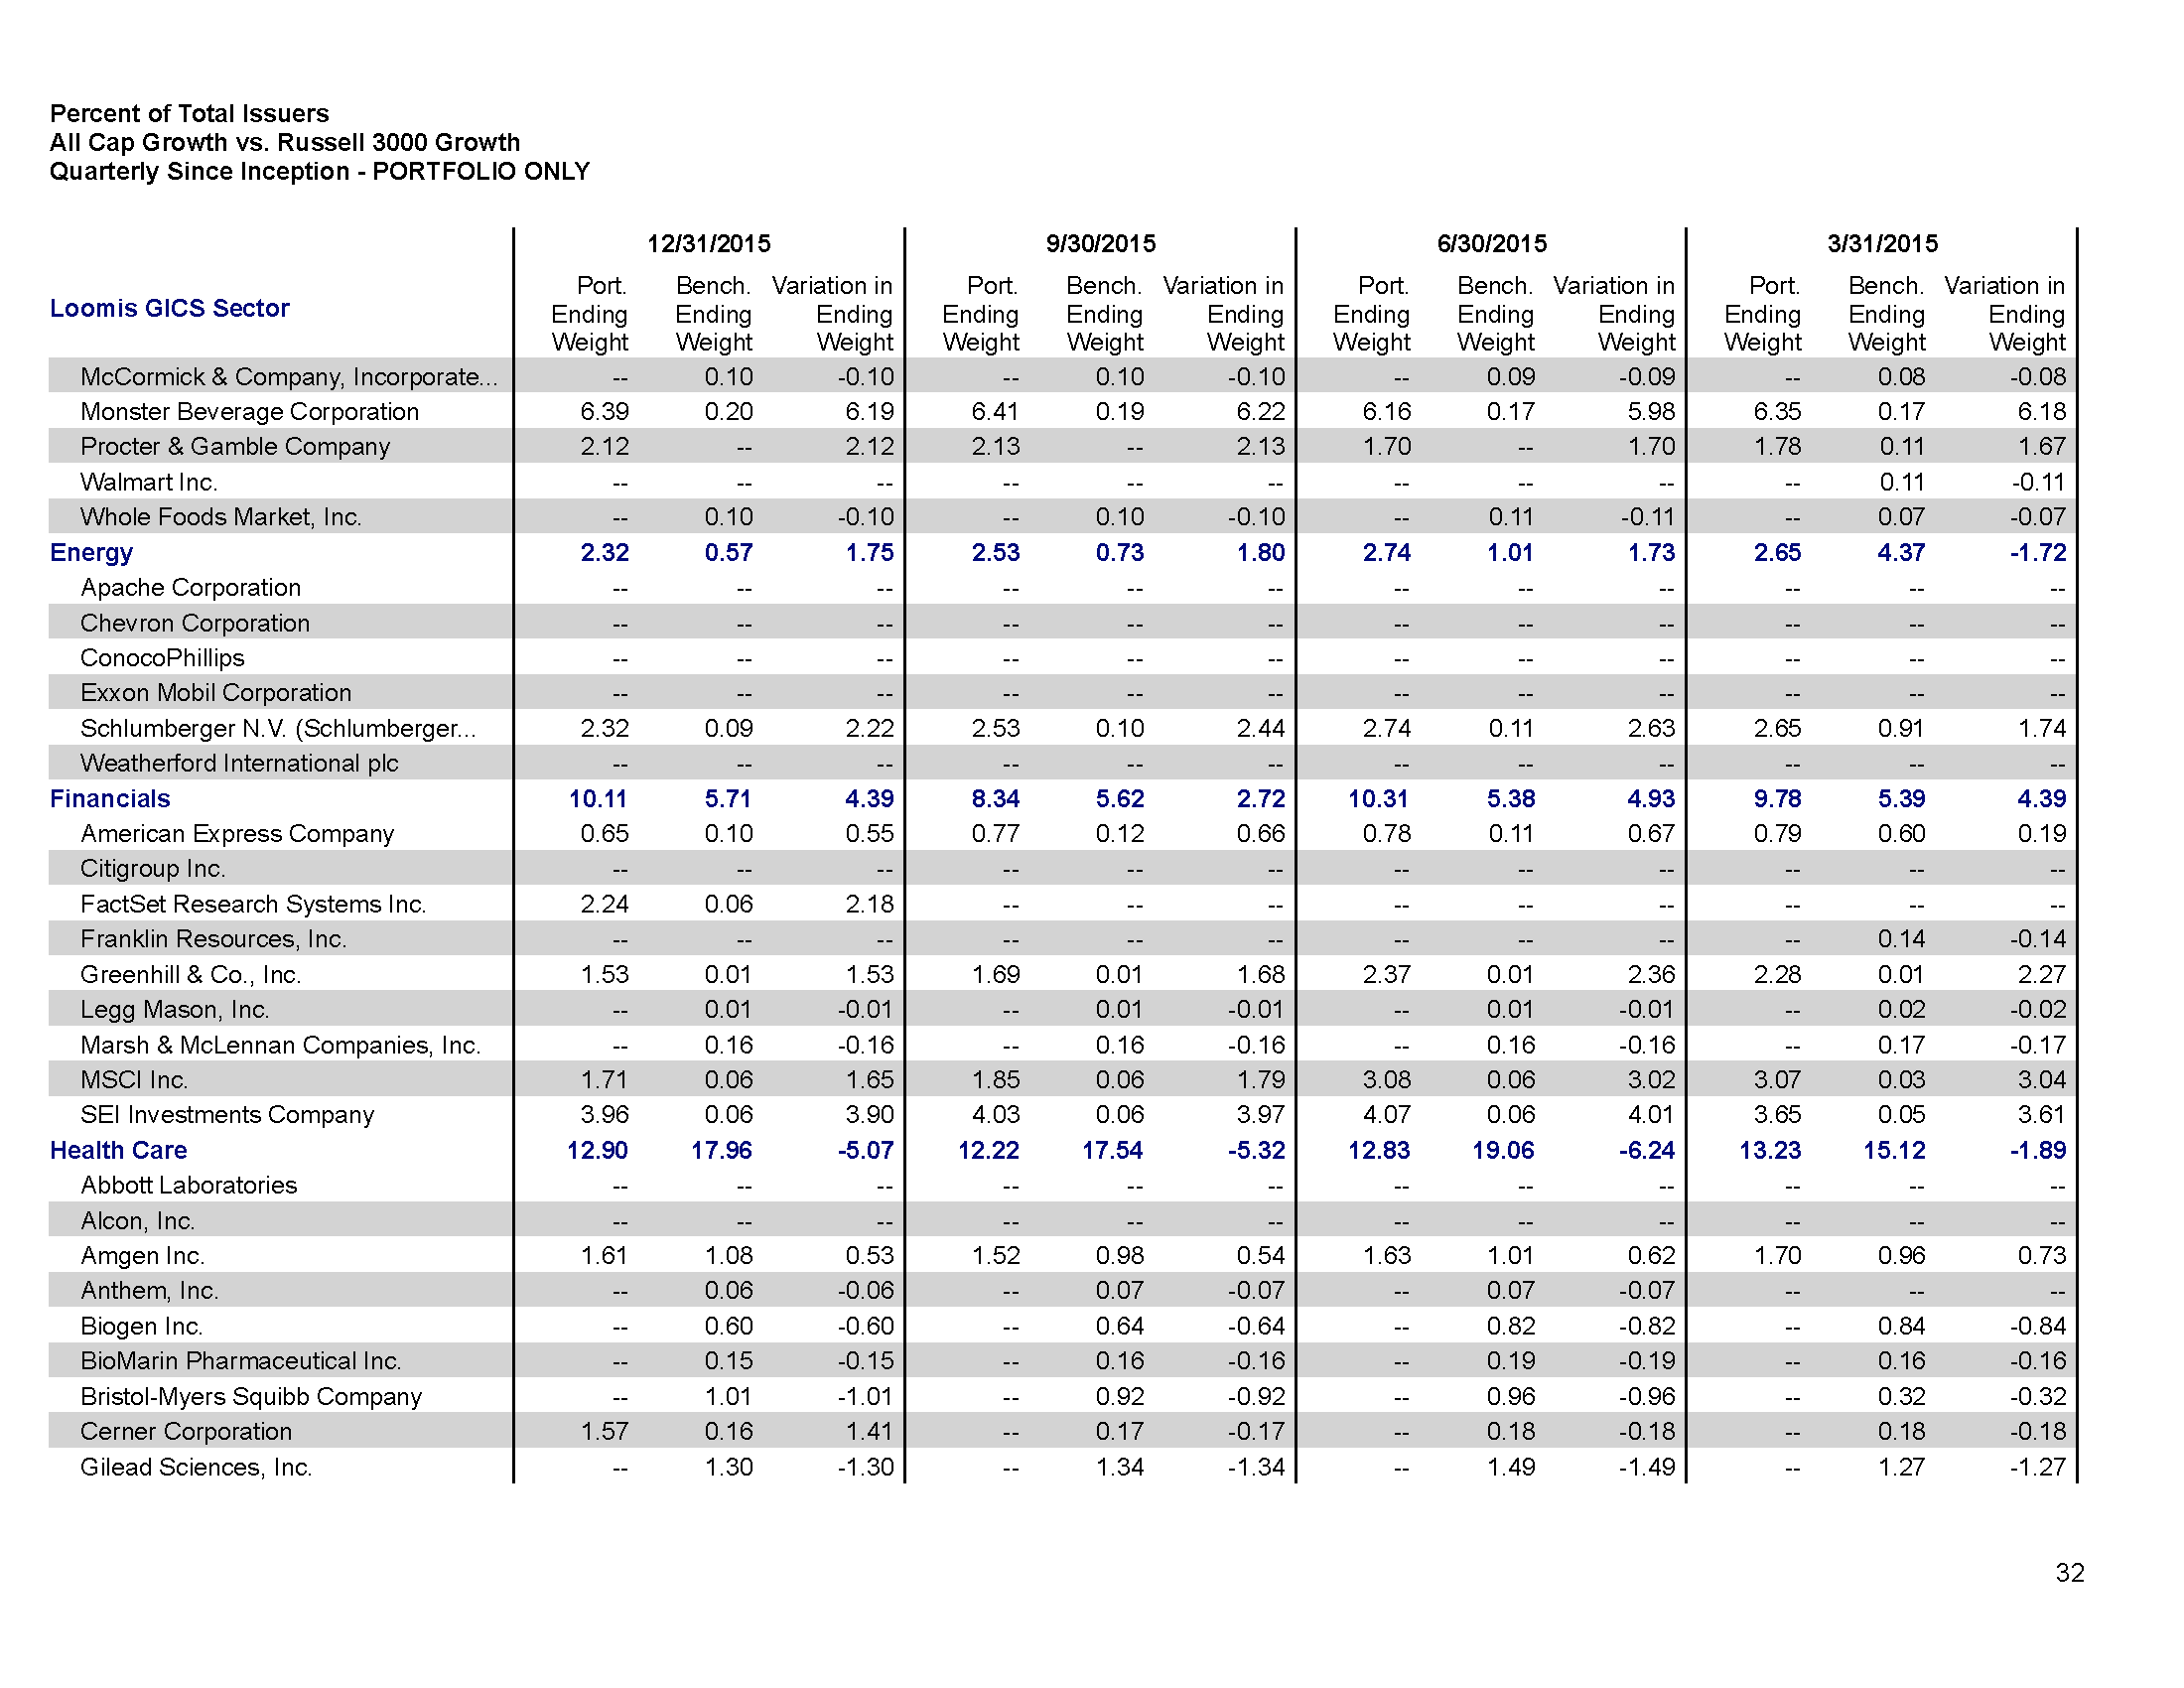 Percent of Total Issuers
All Cap Growth vs. Russell 3000 Growth
Quarterly Since Inception - PORTFOLIO ONLY
12/31/2015 9/30/2015 6/30/2015 3/31/2015
Loomis GICS Sector
Port. Bench. Variation in Port. Bench. Variation in Port. Bench. Variation in Port. Bench. Variation in
Ending Ending Ending Ending Ending Ending Ending Ending Ending Ending Ending Ending
Weight Weight Weight Weight Weight Weight Weight Weight Weight Weight Weight Weight
McCormick & Company, Incorporate... -- 0.10 -0.10 -- 0.10 -0.10 -- 0.09 -0.09 -- 0.08 -0.08
Monster Beverage Corporation 6.39 0.20 6.19 6.41 0.19 6.22 6.16 0.17 5.98 6.35 0.17 6.18
Procter & Gamble Company 2.12 -- 2.12 2.13 -- 2.13 1.70 -- 1.70 1.78 0.11 1.67
Walmart Inc. -- -- -- -- -- -- -- -- -- -- 0.11 -0.11
Whole Foods Market, Inc. -- 0.10 -0.10 -- 0.10 -0.10 -- 0.11 -0.11 -- 0.07 -0.07
Energy 2.32 0.57 1.75 2.53 0.73 1.80 2.74 1.01 1.73 2.65 4.37 -1.72
Apache Corporation -- -- -- -- -- -- -- -- -- -- -- --
Chevron Corporation -- -- -- -- -- -- -- -- -- -- -- --
ConocoPhillips -- -- -- -- -- -- -- -- -- -- -- --
Exxon Mobil Corporation -- -- -- -- -- -- -- -- -- -- -- --
Schlumberger N.V. (Schlumberger... 2.32 0.09 2.22 2.53 0.10 2.44 2.74 0.11 2.63 2.65 0.91 1.74
Weatherford International plc -- -- -- -- -- -- -- -- -- -- -- --
Financials 10.11 5.71 4.39 8.34 5.62 2.72 10.31 5.38 4.93 9.78 5.39 4.39
American Express Company 0.65 0.10 0.55 0.77 0.12 0.66 0.78 0.11 0.67 0.79 0.60 0.19
Citigroup Inc. -- -- -- -- -- -- -- -- -- -- -- --
FactSet Research Systems Inc. 2.24 0.06 2.18 -- -- -- -- -- -- -- -- --
Franklin Resources, Inc. -- -- -- -- -- -- -- -- -- -- 0.14 -0.14
Greenhill & Co., Inc. 1.53 0.01 1.53 1.69 0.01 1.68 2.37 0.01 2.36 2.28 0.01 2.27
Legg Mason, Inc. -- 0.01 -0.01 -- 0.01 -0.01 -- 0.01 -0.01 -- 0.02 -0.02
Marsh & McLennan Companies, Inc. -- 0.16 -0.16 -- 0.16 -0.16 -- 0.16 -0.16 -- 0.17 -0.17
MSCI Inc. 1.71 0.06 1.65 1.85 0.06 1.79 3.08 0.06 3.02 3.07 0.03 3.04
SEI Investments Company 3.96 0.06 3.90 4.03 0.06 3.97 4.07 0.06 4.01 3.65 0.05 3.61
Health Care 12.90 17.96 -5.07 12.22 17.54 -5.32 12.83 19.06 -6.24 13.23 15.12 -1.89
Abbott Laboratories -- -- -- -- -- -- -- -- -- -- -- --
Alcon, Inc. -- -- -- -- -- -- -- -- -- -- -- --
Amgen Inc. 1.61 1.08 0.53 1.52 0.98 0.54 1.63 1.01 0.62 1.70 0.96 0.73
Anthem, Inc. -- 0.06 -0.06 -- 0.07 -0.07 -- 0.07 -0.07 -- -- --
Biogen Inc. -- 0.60 -0.60 -- 0.64 -0.64 -- 0.82 -0.82 -- 0.84 -0.84
BioMarin Pharmaceutical Inc. -- 0.15 -0.15 -- 0.16 -0.16 -- 0.19 -0.19 -- 0.16 -0.16
Bristol-Myers Squibb Company -- 1.01 -1.01 -- 0.92 -0.92 -- 0.96 -0.96 -- 0.32 -0.32
Cerner Corporation 1.57 0.16 1.41 -- 0.17 -0.17 -- 0.18 -0.18 -- 0.18 -0.18
Gilead Sciences, Inc. -- 1.30 -1.30 -- 1.34 -1.34 -- 1.49 -1.49 -- 1.27 -1.27
32